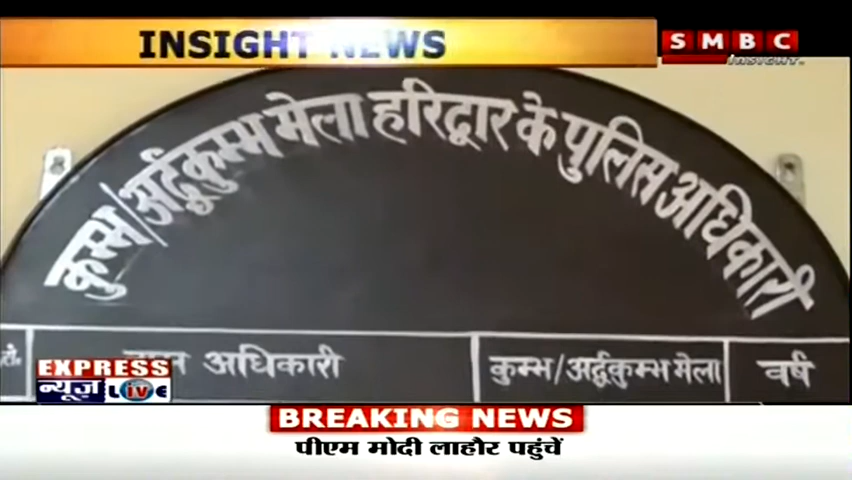 INSIGHT NEWS
SMBC
INSIGHT
कुम्भ/अर्द्धकुम्भ मेला हरिद्वार के पुलिस अधिकारी
अधिकारी
कुम्भ/अर्द्धकुम्भ मेला
वर्ष
EXPRESS
न्यूज़ LIVE
BREAKING NEWS
पीएम मोदी लाहौर पहुंचें